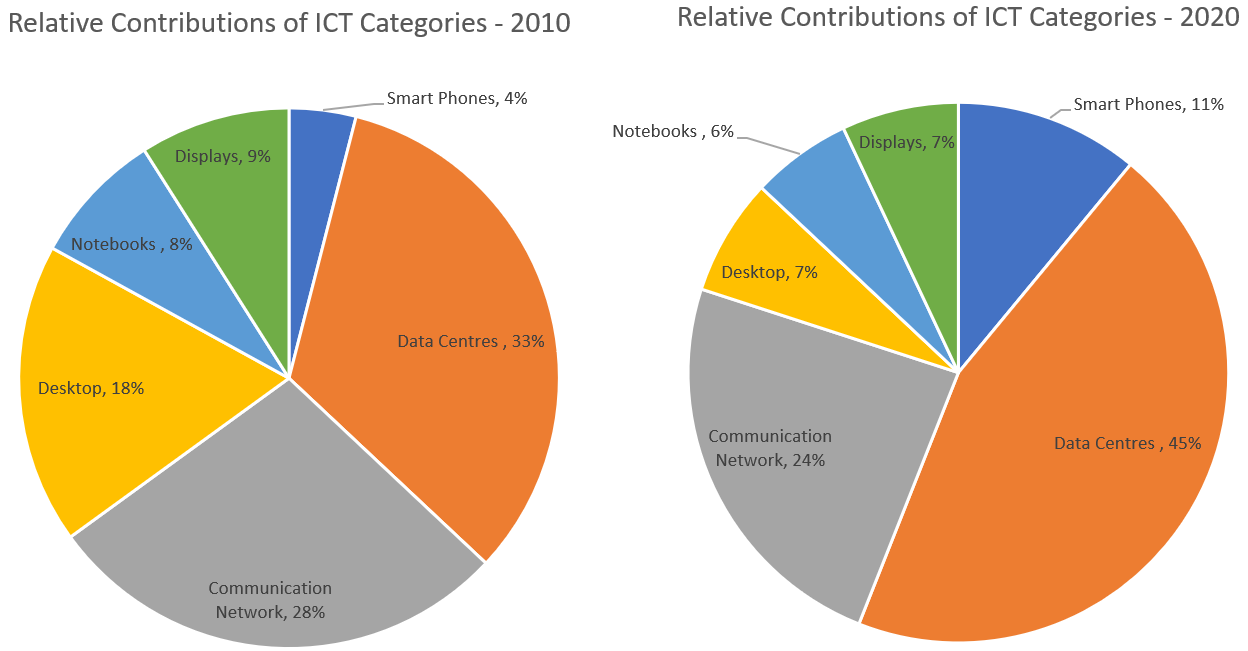 Relative Contributions of ICT Categories - 2010
Smart Phones, 4%
Displays, 9%
Notebooks , 8%
Data Centres , 33%
Desktop, 18%
Communication
Network, 28%
Relative Contributions of ICT Categories - 2020
Smart Phones, 11%
Notebooks , 6%
Displays, 7%
Desktop, 7%
Communication
Network, 24%
Data Centres , 45%